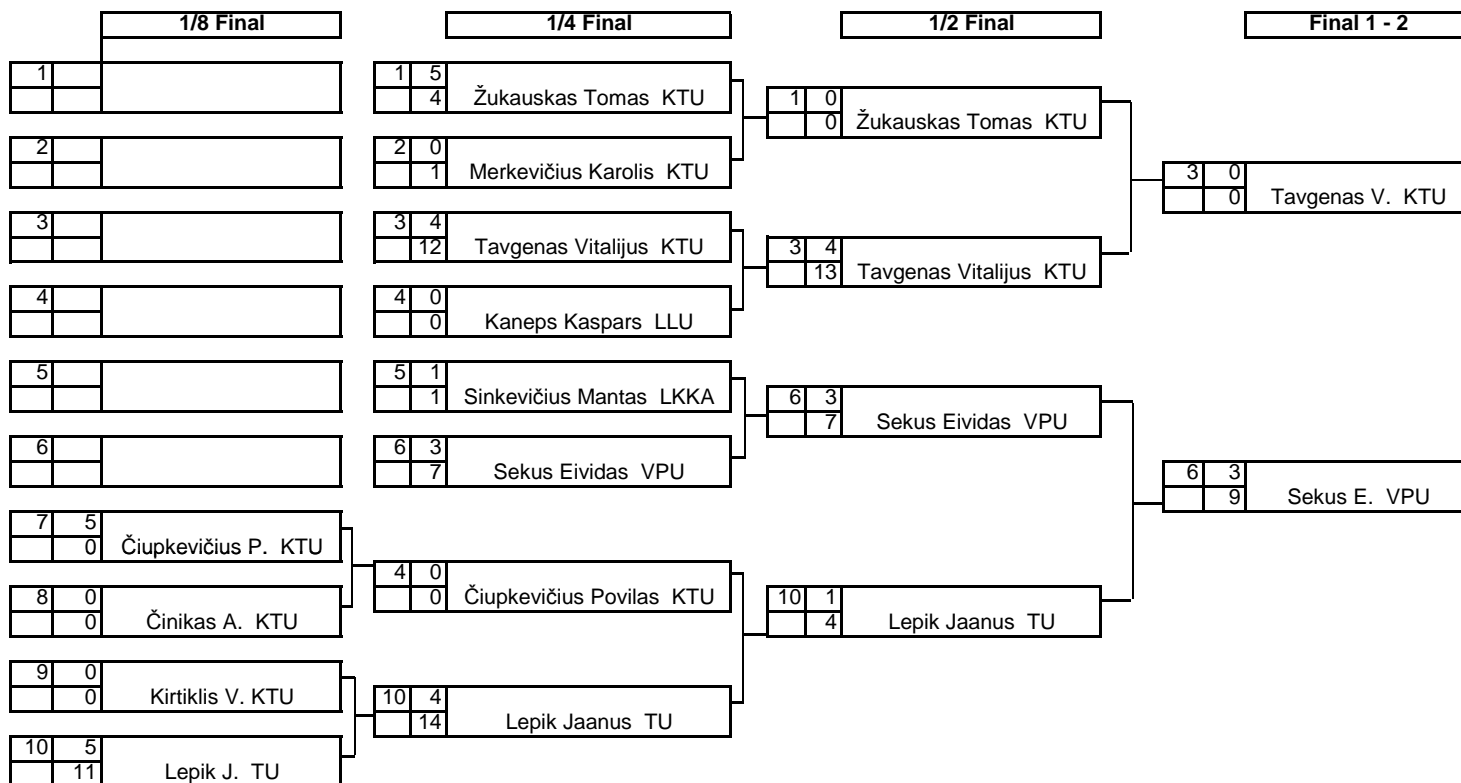 1/8 Final 1/4 Final 1/2 Final Final 1 - 2
1 1 5
4 Žukauskas Tomas KTU 1 0
0 Žukauskas Tomas KTU
2 2 0
1 Merkevičius Karolis KTU 3 0
0 Tavgenas V. KTU
3 3 4
12 Tavgenas Vitalijus KTU 3 4
13 Tavgenas Vitalijus KTU
4 4 0
0 Kaneps Kaspars LLU
5 5 1
1 Sinkevičius Mantas LKKA 6 3
7 Sekus Eividas VPU
6 6 3
7 Sekus Eividas VPU 6 3
9 Sekus E. VPU
7 5
0 Čiupkevičius P. KTU 4 0
0 Čiupkevičius Povilas KTU
8 0 10 1
0 Činikas A. KTU 4 Lepik Jaanus TU
9 0
0 Kirtiklis V. KTU 10 4
14 Lepik Jaanus TU
10 5
11 Lepik J. TU